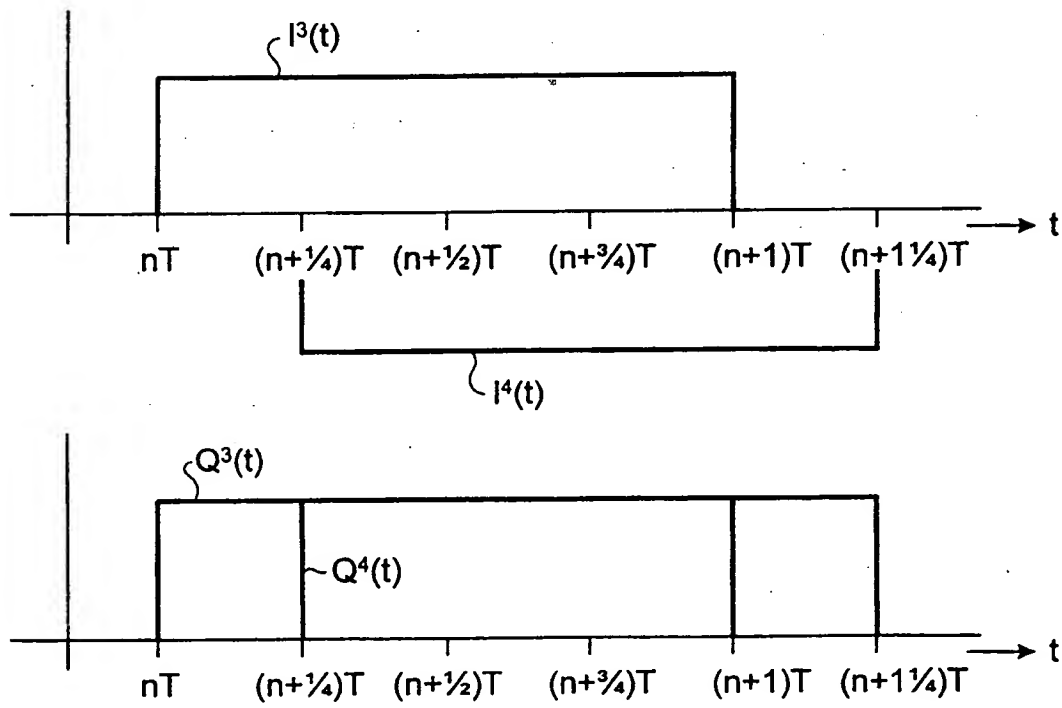 I³(t)
t
nT (n+¼)T (n+½)T (n+¾)T (n+1)T (n+1¼)T
I⁴(t)
Q³(t)
Q⁴(t)
t
nT (n+¼)T (n+½)T (n+¾)T (n+1)T (n+1¼)T